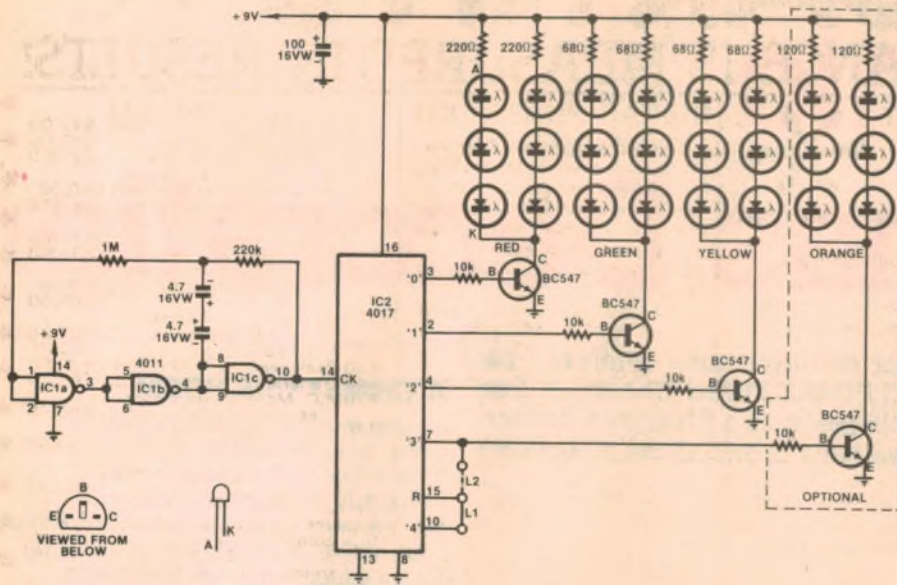 +9V
100
16VW
+
−
220Ω 220Ω 68Ω 68Ω 68Ω 68Ω 120Ω 120Ω
A
λ λ λ λ λ λ λ λ
λ λ λ λ λ λ λ λ
λ λ λ λ λ λ λ λ
K
RED GREEN YELLOW ORANGE
1M 220k
4.7
16VW
−
+
4.7
16VW
+
−
+9V
1 14
IC1a 3
2 7
4011
5
IC1b 4
6
8
IC1c 10
9
14 CK
16
IC2
4017
'0' 3 10k B C BC547 E
'1' 2 10k B C BC547 E
'2' 4 10k B C BC547 E
'3' 7 10k B C BC547 E
L2
R 15
L1
'4' 10
13 8
OPTIONAL
B
E C
VIEWED FROM
BELOW
K
A